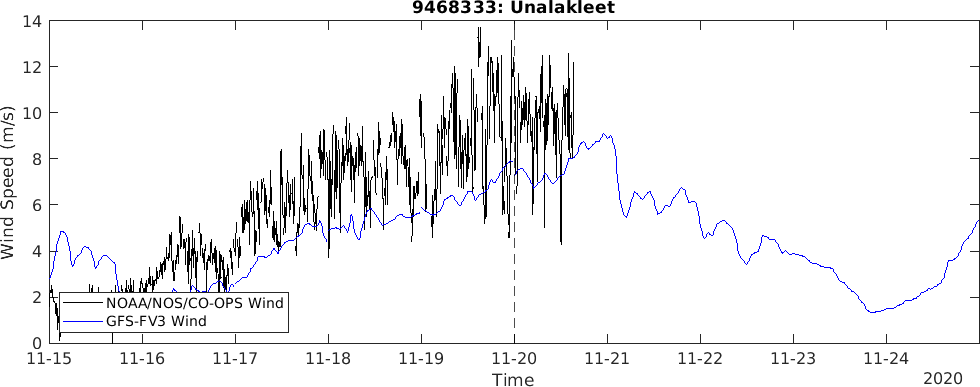 9468333: Unalakleet
Wind Speed (m/s)
14
12
10
8
6
4
2
0
NOAA/NOS/CO-OPS Wind
GFS-FV3 Wind
11-15 11-16 11-17 11-18 11-19 11-20 11-21 11-22 11-23 11-24
Time
2020